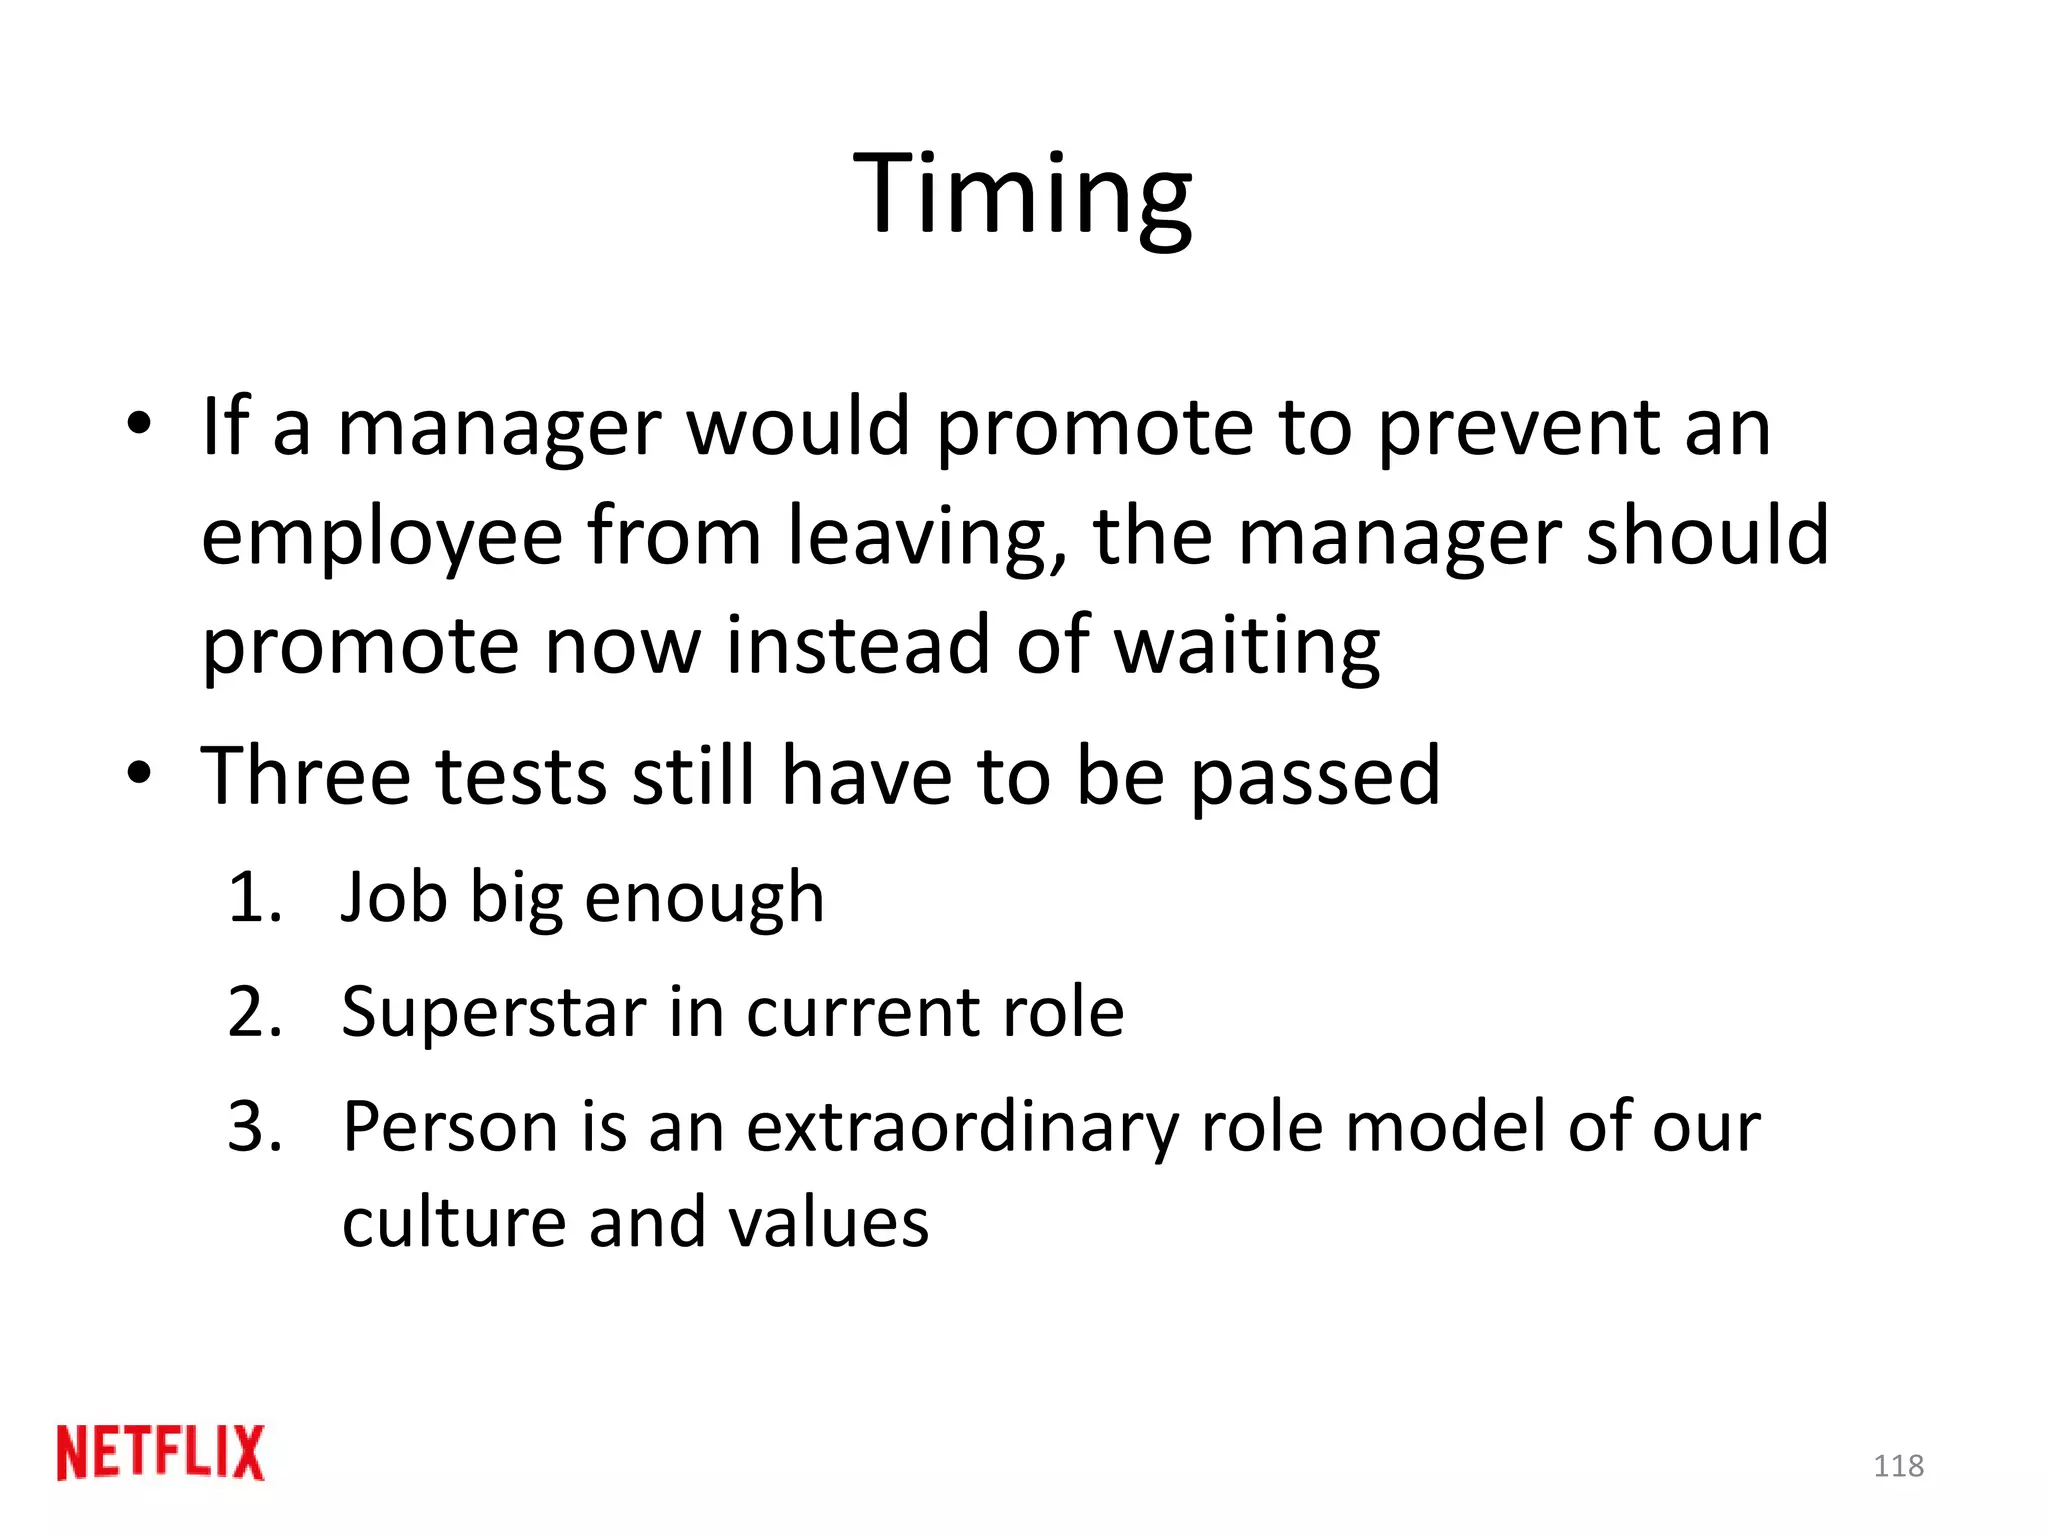 Timing
• If a manager would promote to prevent an
employee from leaving, the manager should
promote now instead of waiting
• Three tests still have to be passed
1. Job big enough
2. Superstar in current role
3. Person is an extraordinary role model of our
culture and values
NETFLIX
118